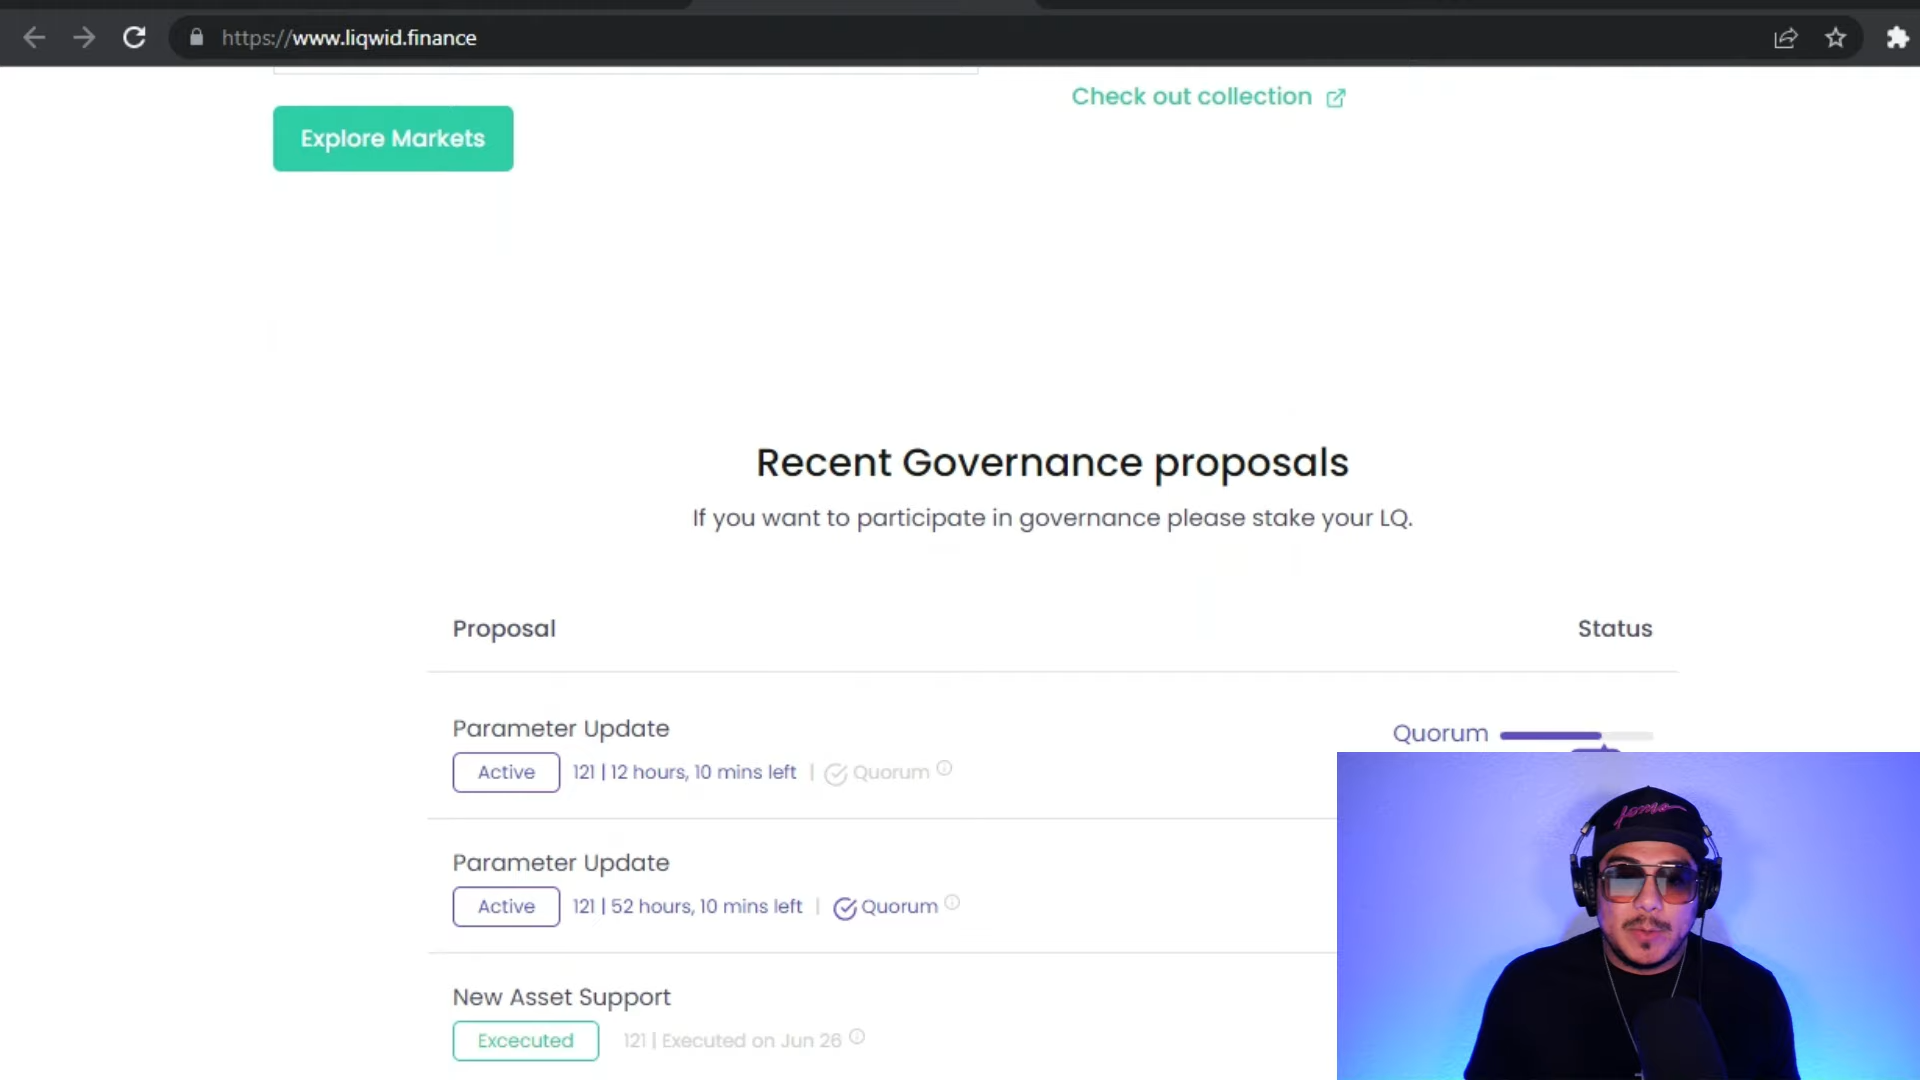 https://www.liqwid.finance
Check out collection
Explore Markets
Recent Governance proposals
If you want to participate in governance please stake your LQ.
Proposal
Status
Parameter Update
Quorum
Active
121 | 12 hours, 10 mins left | Quorum
Parameter Update
Active
121 | 52 hours, 10 mins left | Quorum
New Asset Support
Excecuted
121 | Executed on Jun 26
fomo